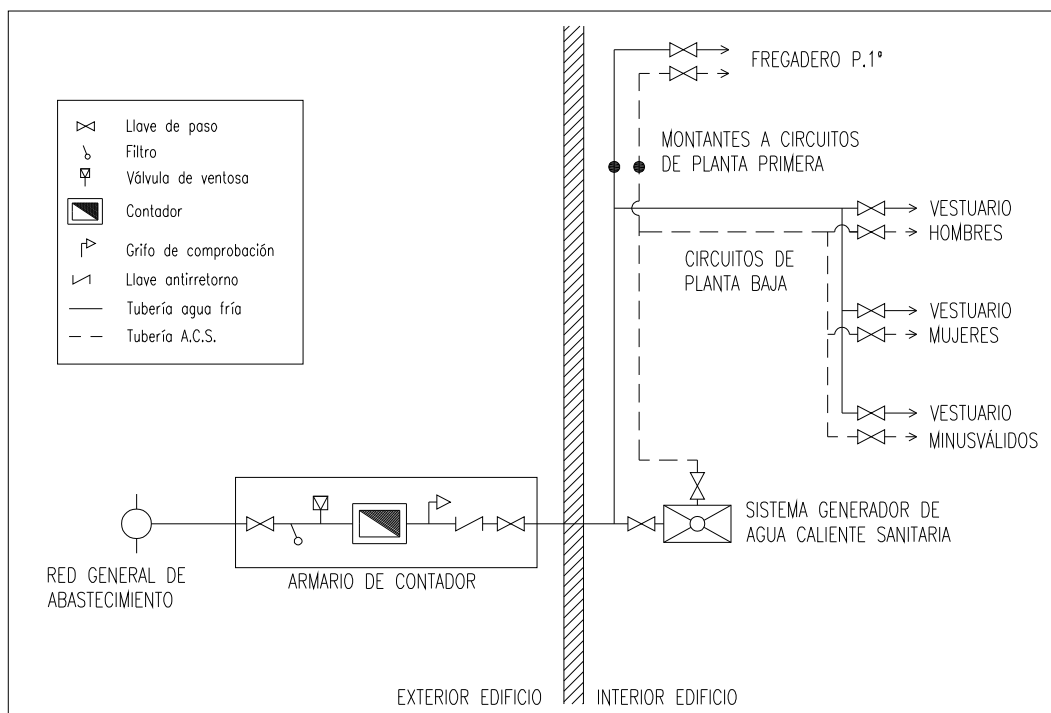 FREGADERO P.1ª
Llave de paso
Filtro
Válvula de ventosa
Contador
Grifo de comprobación
Llave antirretorno
Tubería agua fría
Tubería A.C.S.
MONTANTES A CIRCUITOS
DE PLANTA PRIMERA
CIRCUITOS DE
PLANTA BAJA
VESTUARIO
HOMBRES
VESTUARIO
MUJERES
VESTUARIO
MINUSVÁLIDOS
SISTEMA GENERADOR DE
AGUA CALIENTE SANITARIA
RED GENERAL DE
ABASTECIMIENTO
ARMARIO DE CONTADOR
EXTERIOR EDIFICIO
INTERIOR EDIFICIO